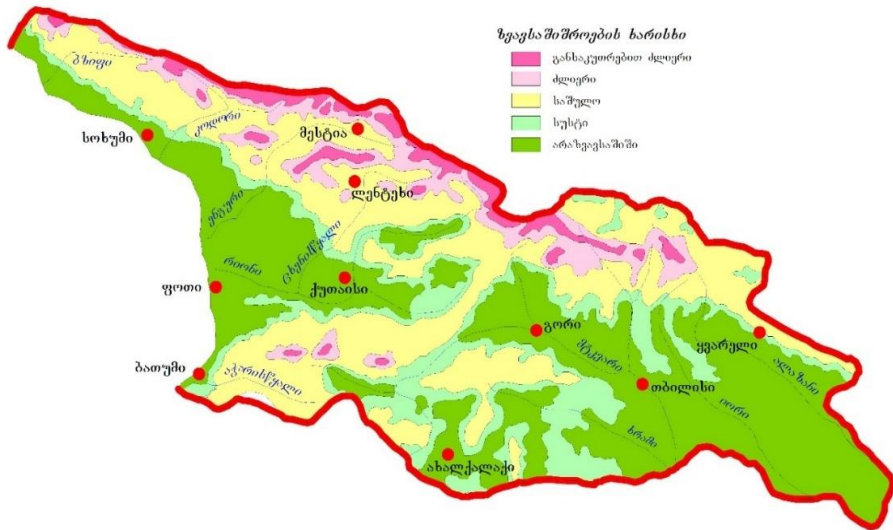 ზვავსაშიშროების ხარისხი
განსაკუთრებით ძლიერი
ძლიერი
საშულო
სუსტი
არაზვავსაშიში
ბზიფი
კოდორი
მესტია
სოხუმი
ლენტეხი
ენგური
ცხენისწყალი
რიონი
ფოთი
ქუთაისი
გორი
ყვარელი
მტკვარი
ალაზანი
ბათუმი
აჭარისწყალი
თბილისი
იორი
ხრამი
ახალქალაქი